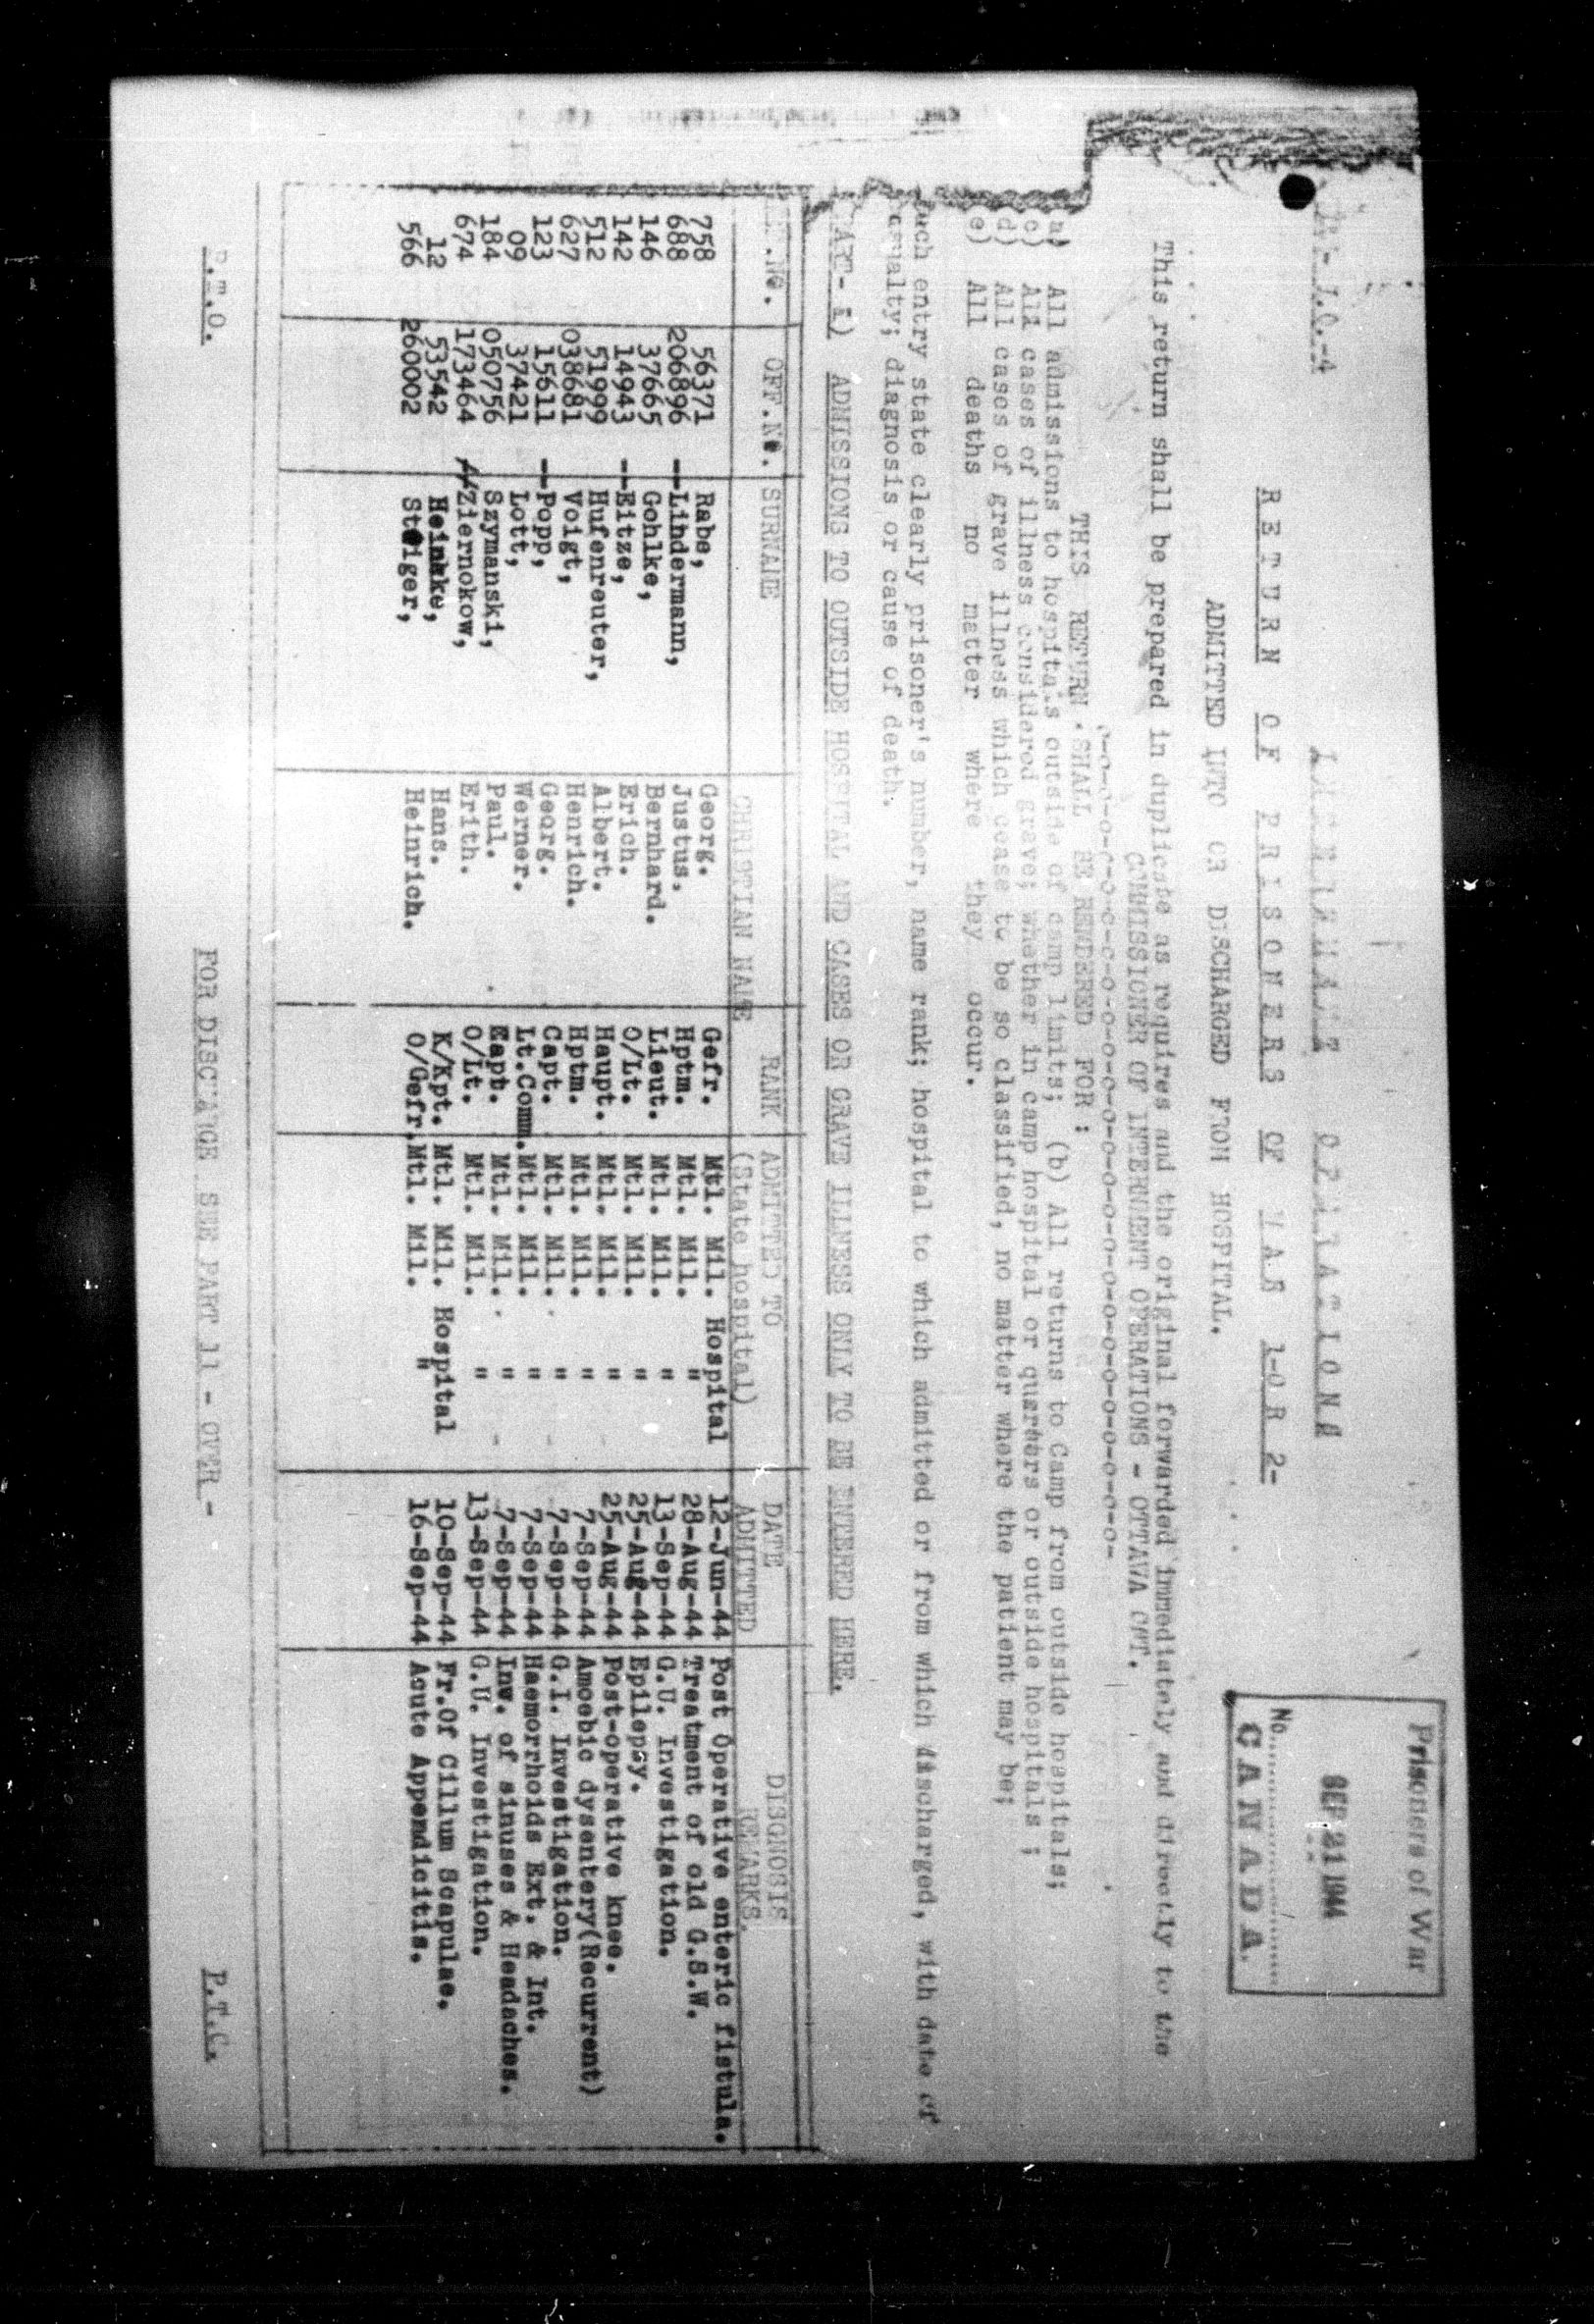 I.O.-4
INTERNMENT OPERATIONS
Prisoners of War
SEP 21 1944
No.
CANADA
RETURN OF PRISONERS OF WAR 1-OR 2-
ADMITTED INTO OR DISCHARGED FROM HOSPITAL.
This return shall be prepared in duplicate as requires and the original forwarded immediately and directly to the
COMMISSIONER OF INTERNMENT OPERATIONS - OTTAWA ONT.
-o-o-o-o-o-o-o-o-o-o-o-o-o-o-o-o-o-o-o-o-o-o-o-o-
THIS RETURN SHALL BE RENDERED FOR :
a) All admissions to hospitals outside of camp limits; (b) All returns to Camp from outside hospitals;
c) All cases of illness considered grave; whether in camp hospital or quarters or outside hospitals ;
d) All cases of grave illness which cease to be so classified, no matter where the patient may be;
e) All deaths no matter where they occur.
Such entry state clearly prisoner's number, name rank; hospital to which admitted or from which discharged, with date of
casualty; diagnosis or cause of death.
PART- I) ADMISSIONS TO OUTSIDE HOSPITAL AND CASES OR GRAVE ILLNESS ONLY TO BE ENTERED HERE.
.NO. OFF.NO. SURNAME CHRISTIAN NAME RANK ADMITTED TO (State hospital) DATE ADMITTED DISGNOSIS REMARKS.
758 56371 Rabe, Georg. Gefr. Mtl. Mil. Hospital 12-Jun-44 Post Operative enteric fistula.
688 206896 --Lindermann, Justus. Hptm. Mtl. Mil. " 28-Aug-44 Treatment of old G.S.W.
146 37665 Gohlke, Bernhard. Lieut. Mtl. Mil. " 13-Sep-44 G.U. Investigation.
142 14943 --Eitze, Erich. O/Lt. Mtl. Mil. " 25-Aug-44 Epilepsy.
512 51999 Hufenreuter, Albert. Haupt. Mtl. Mil. " 25-Aug-44 Post-operative knee.
627 038681 Voigt, Henrich. Hptm. Mtl. Mil. " 7-Sep-44 Amoebic dysentery(Recurrent)
123 15611 --Popp, Georg. Capt. Mtl. Mil. " 7-Sep-44 G.I. Investigation.
09 37421 Lott, Werner. Lt.Comm. Mtl. Mil. " 7-Sep-44 Haemorrhoids Ext. & Int.
184 050756 Szymanski, Paul. Kapt. Mtl. Mil. " 7-Sep-44 Inv. of sinuses & Headaches.
674 173464 Ziernokow, Erith. O/Lt. Mtl. Mil. " 13-Sep-44 G.U. Investigation.
12 53542 Heinkke, Hans. K/Kpt. Mtl. Mil. Hospital 10-Sep-44 Fr.Of Cillum Scapulae.
566 260002 Steiger, Heinrich. O/Gefr. Mtl. Mil. " 16-Sep-44 Acute Appendicitis.
P.T.O. FOR DISCHARGE SEE PART 11 - OVER - P.T.O.